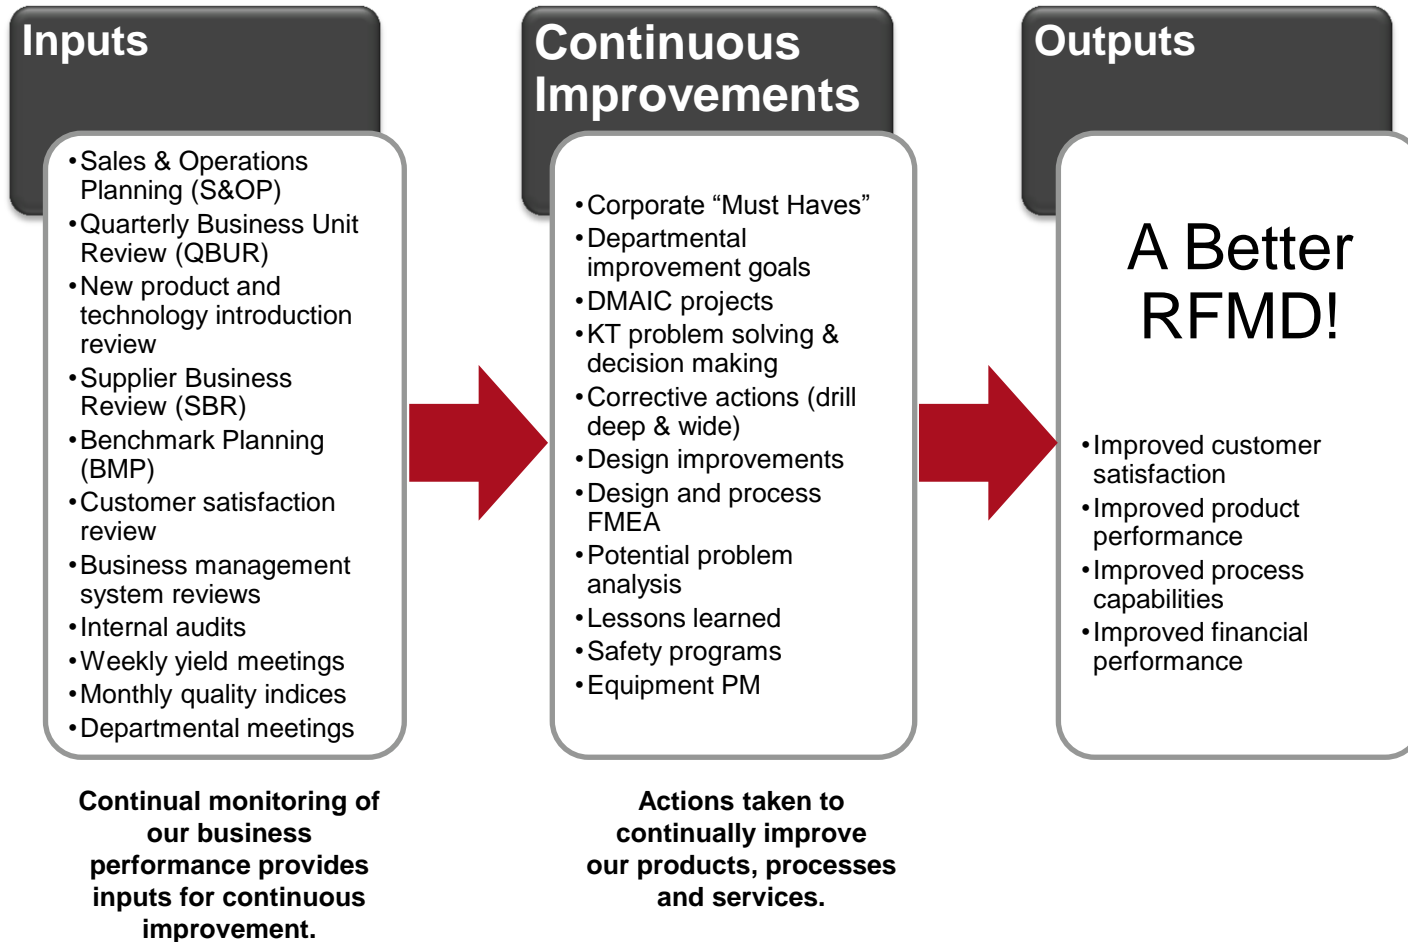 Inputs
•Sales & Operations
Planning (S&OP)
•Quarterly Business Unit
Review (QBUR)
•New product and
technology introduction
review
•Supplier Business
Review (SBR)
•Benchmark Planning
(BMP)
•Customer satisfaction
review
•Business management
system reviews
•Internal audits
•Weekly yield meetings
•Monthly quality indices
•Departmental meetings
Continual monitoring of
our business
performance provides
inputs for continuous
improvement.
Continuous
Improvements
•Corporate “Must Haves”
•Departmental
improvement goals
•DMAIC projects
•KT problem solving &
decision making
•Corrective actions (drill
deep & wide)
•Design improvements
•Design and process
FMEA
•Potential problem
analysis
•Lessons learned
•Safety programs
•Equipment PM
Actions taken to
continually improve
our products, processes
and services.
Outputs
A Better
RFMD!
•Improved customer
satisfaction
•Improved product
performance
•Improved process
capabilities
•Improved financial
performance